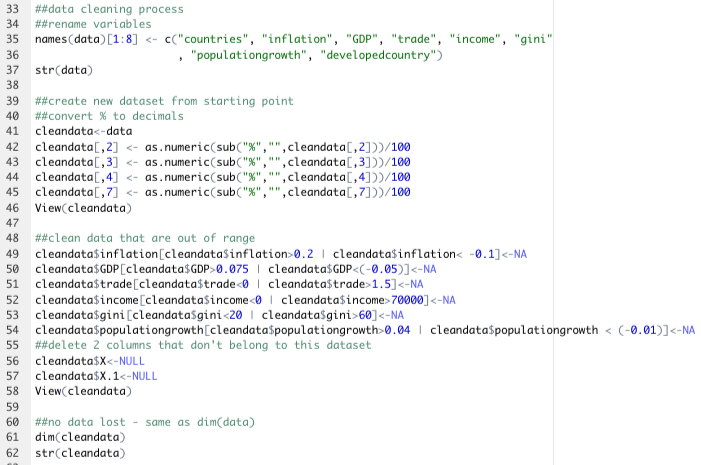 33 ##data cleaning process
34 ##rename variables
35 names(data)[1:8] <- c("countries", "inflation", "GDP", "trade", "income", "gini"
36 , "populationgrowth", "developedcountry")
37 str(data)
38
39 ##create new dataset from starting point
40 ##convert % to decimals
41 cleandata<-data
42 cleandata[,2] <- as.numeric(sub("%","",cleandata[,2]))/100
43 cleandata[,3] <- as.numeric(sub("%","",cleandata[,3]))/100
44 cleandata[,4] <- as.numeric(sub("%","",cleandata[,4]))/100
45 cleandata[,7] <- as.numeric(sub("%","",cleandata[,7]))/100
46 View(cleandata)
47
48 ##clean data that are out of range
49 cleandata$inflation[cleandata$inflation>0.2 | cleandata$inflation< -0.1]<-NA
50 cleandata$GDP[cleandata$GDP>0.075 | cleandata$GDP<(-0.05)]<-NA
51 cleandata$trade[cleandata$trade<0 | cleandata$trade>1.5]<-NA
52 cleandata$income[cleandata$income<0 | cleandata$income>70000]<-NA
53 cleandata$gini[cleandata$gini<20 | cleandata$gini>60]<-NA
54 cleandata$populationgrowth[cleandata$populationgrowth>0.04 | cleandata$populationgrowth < (-0.01)]<-NA
55 ##delete 2 columns that don't belong to this dataset
56 cleandata$X<-NULL
57 cleandata$X.1<-NULL
58 View(cleandata)
59
60 ##no data lost - same as dim(data)
61 dim(cleandata)
62 str(cleandata)